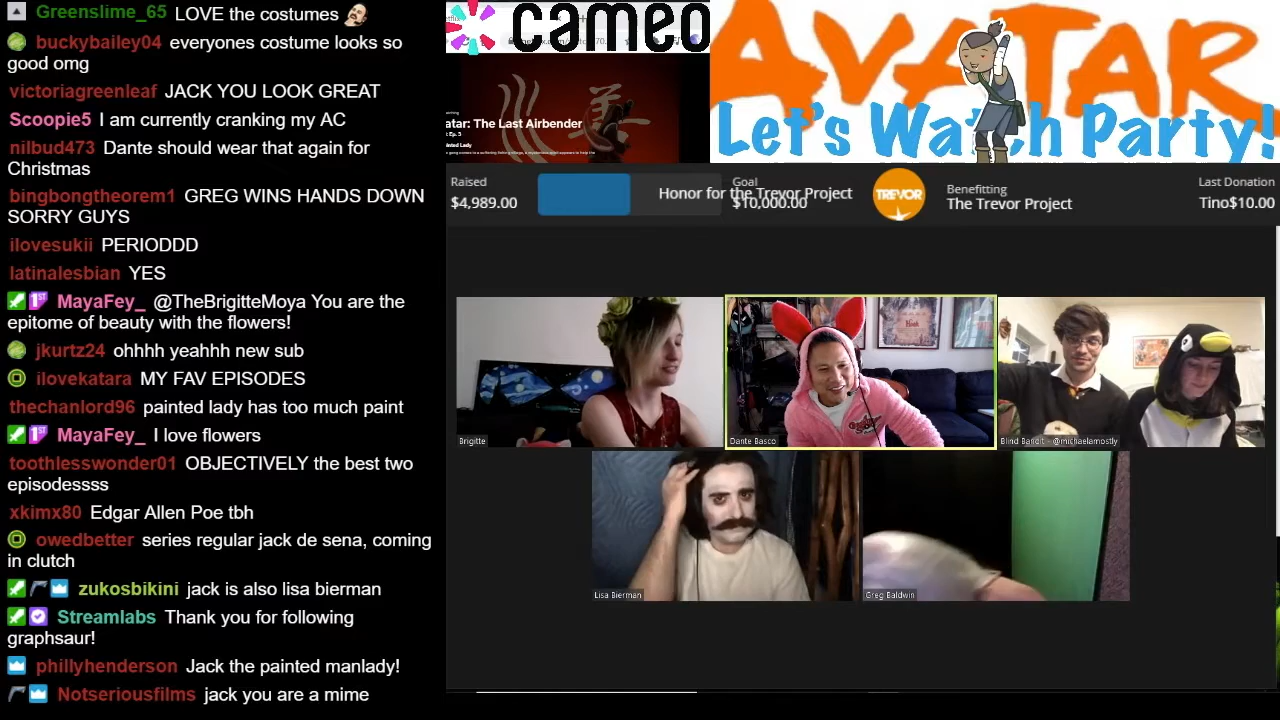 Greenslime_65 LOVE the costumes
buckybailey04 everyones costume looks so
good omg
victoriagreenleaf JACK YOU LOOK GREAT
Scoopie5 I am currently cranking my AC
nilbud473 Dante should wear that again for
Christmas
bingbongtheorem1 GREG WINS HANDS DOWN
SORRY GUYS
ilovesukii PERIODDD
latinalesbian YES
MayaFey_ @TheBrigitteMoya You are the
epitome of beauty with the flowers!
jkurtz24 ohhhh yeahhh new sub
ilovekatara MY FAV EPISODES
thechanlord96 painted lady has too much paint
MayaFey_ I love flowers
toothlesswonder01 OBJECTIVELY the best two
episodessss
xkimx80 Edgar Allen Poe tbh
owedbetter series regular jack de sena, coming
in clutch
zukosbikini jack is also lisa bierman
Streamlabs Thank you for following
graphsaur!
phillyhenderson Jack the painted manlady!
Notseriousfilms jack you are a mime
cameo
atar: The Last Airbender
Ep. 3
inted Lady
AVATAR
Let's Watch Party!
Raised
$4,989.00
Honor for the Trevor Project
Goal
$10,000.00
TREVOR
Benefitting
The Trevor Project
Last Donation
Tino$10.00
Brigitte
Dante Basco
Blind Bandit - @michaelamostly
Lisa Bierman
Greg Baldwin